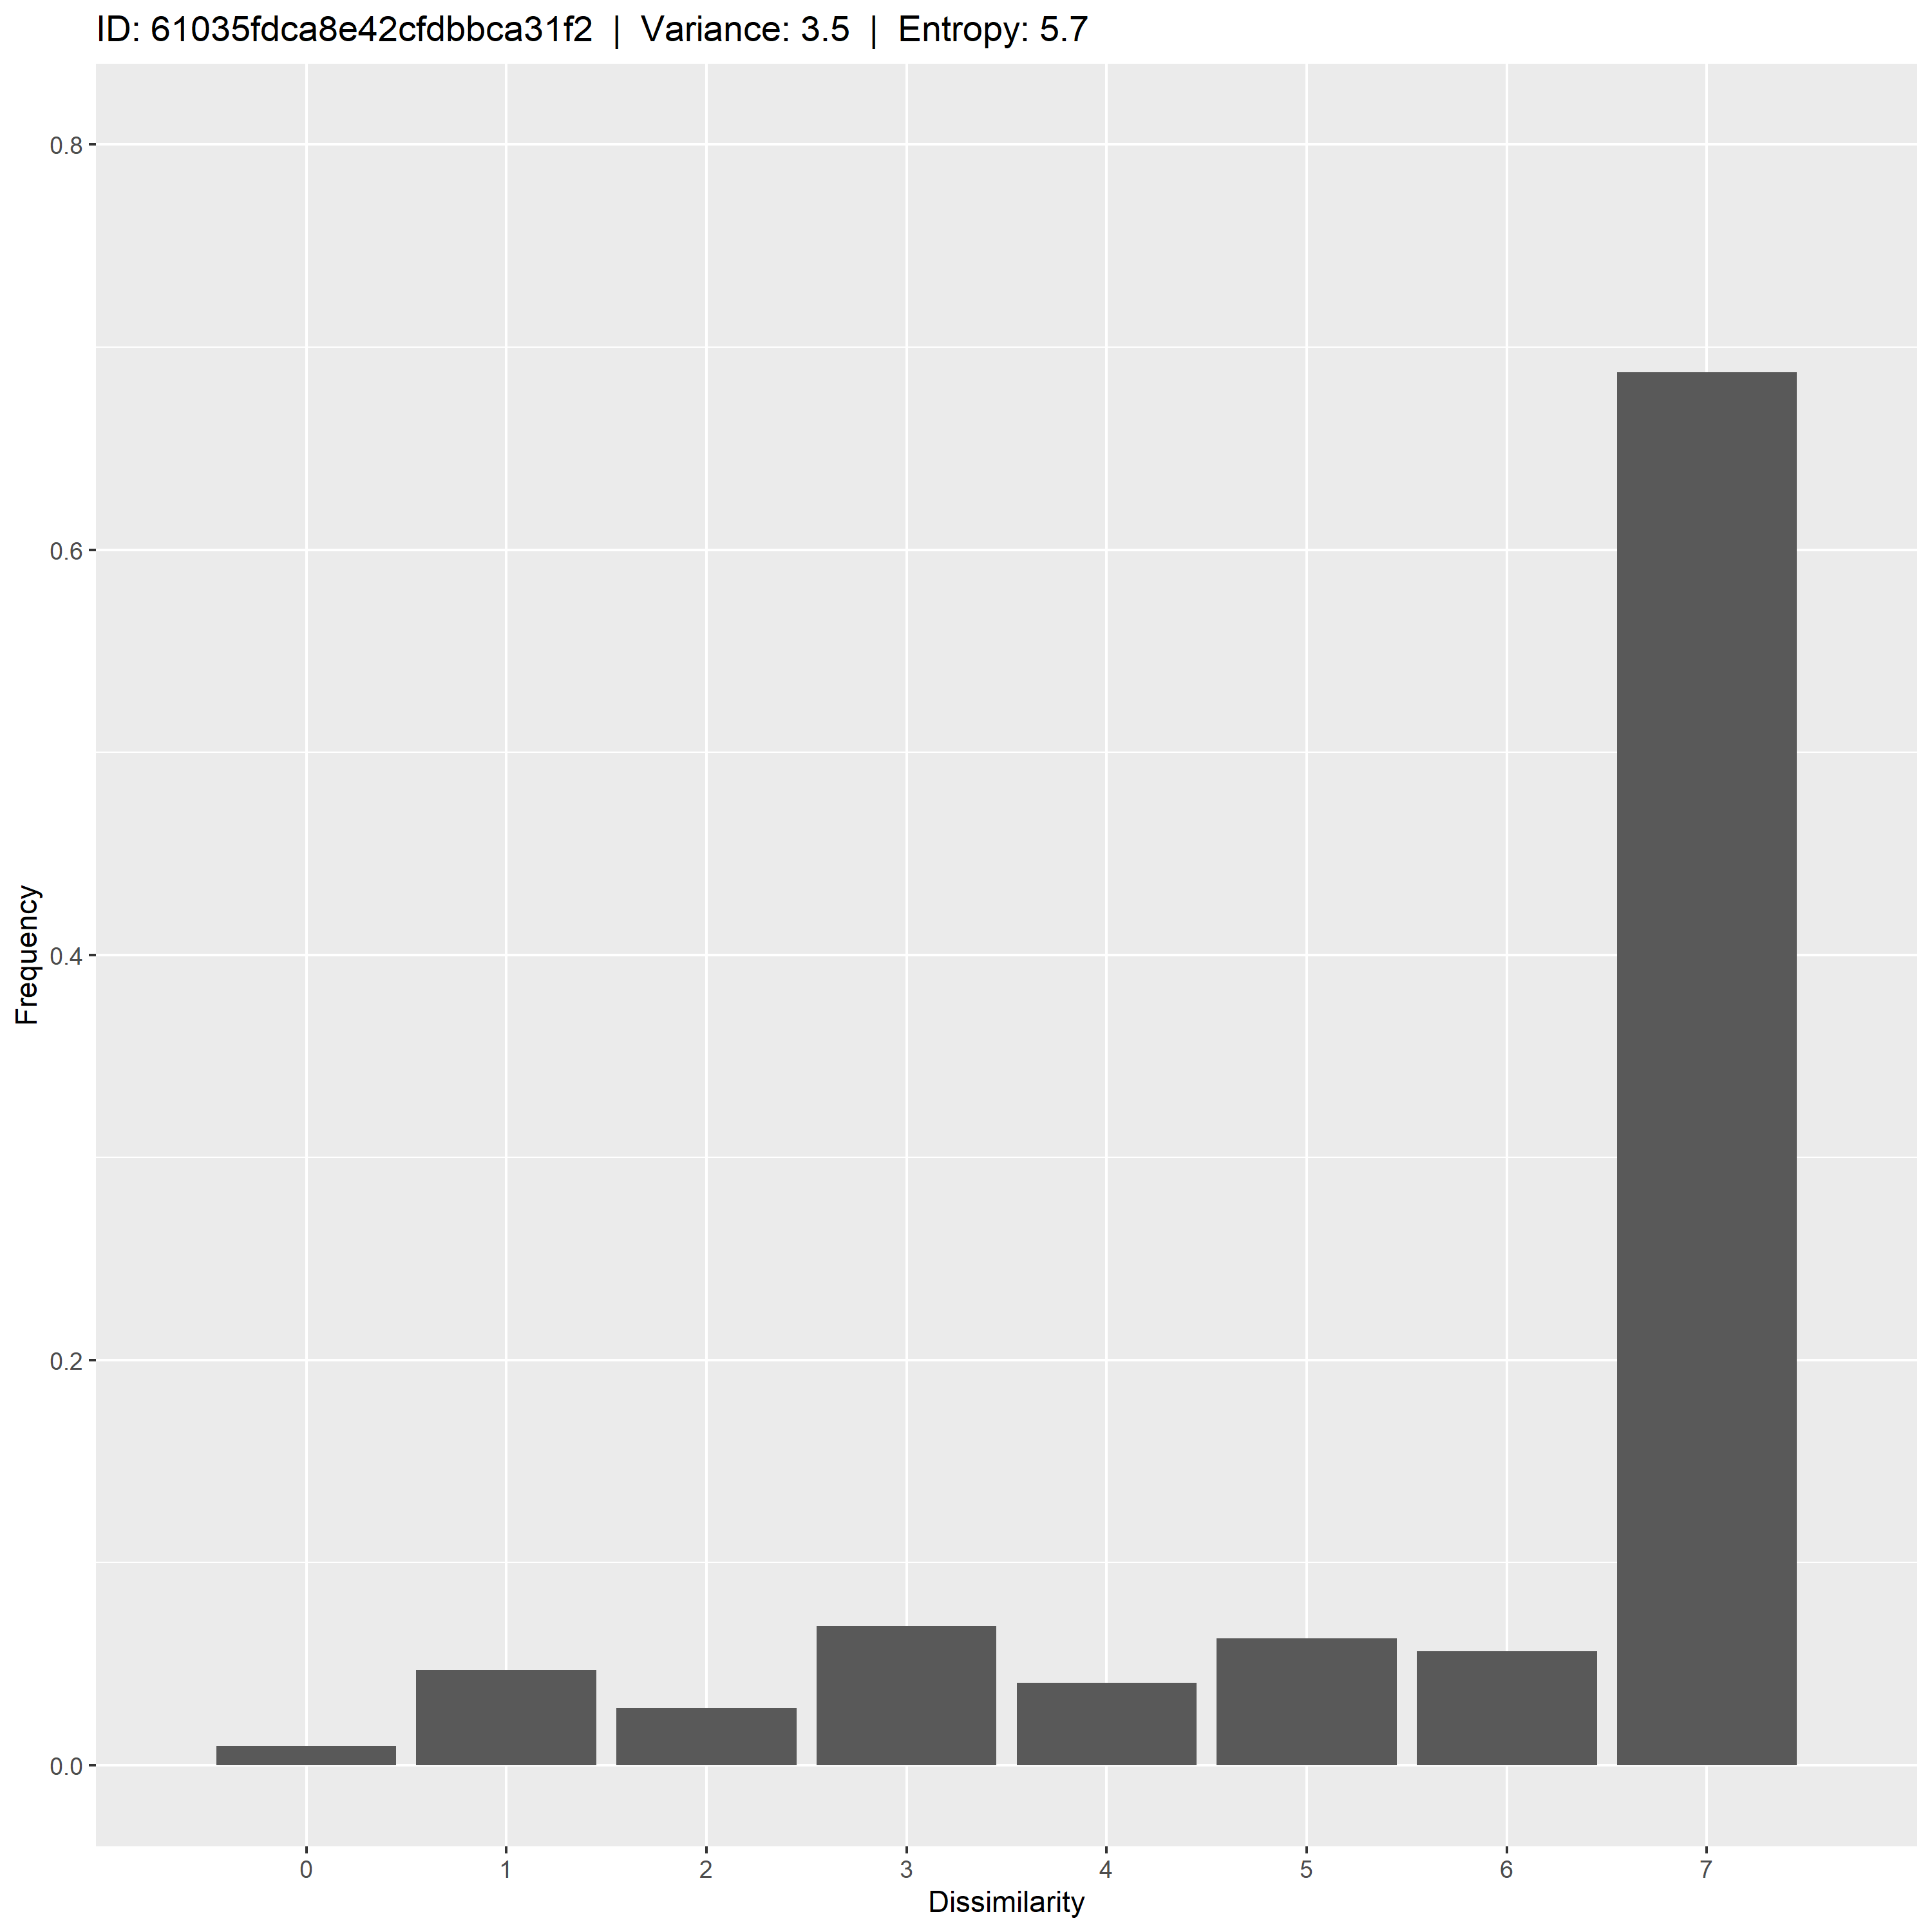 ID: 61035fdca8e42cfdbbca31f2 | Variance: 3.5 | Entropy: 5.7
0.8
0.6
0.4
0.2
0.0
Frequency
0 1 2 3 4 5 6 7
Dissimilarity